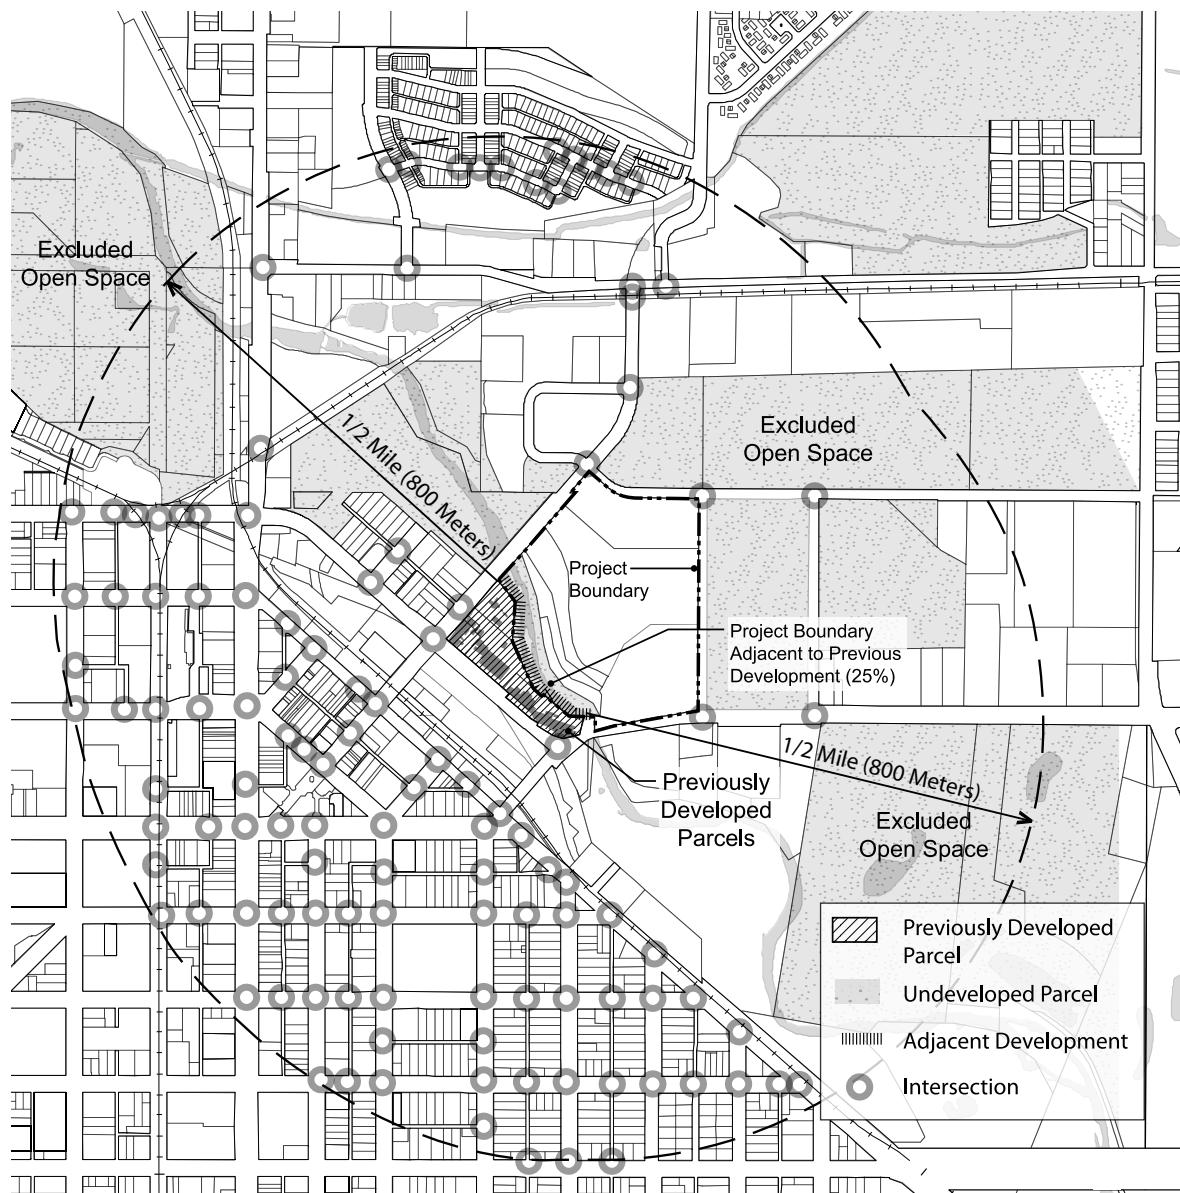 Excluded
Open Space
1/2 Mile (800 Meters)
Excluded
Open Space
Project
Boundary
Project Boundary
Adjacent to Previous
Development (25%)
1/2 Mile (800 Meters)
Previously
Developed
Parcels
Excluded
Open Space
Previously Developed
Parcel
Undeveloped Parcel
Adjacent Development
Intersection